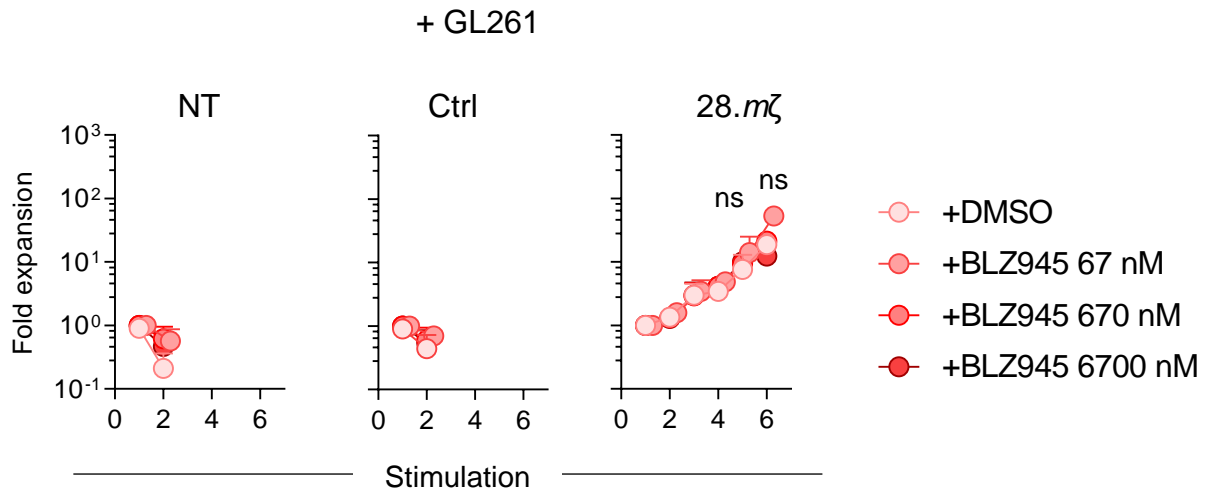 + GL261
NT
Ctrl
28.mζ
Fold expansion
10³
10²
10¹
10⁰
10⁻¹
0 2 4 6
0 2 4 6
0 2 4 6
ns
ns
Stimulation
+DMSO
+BLZ945 67 nM
+BLZ945 670 nM
+BLZ945 6700 nM